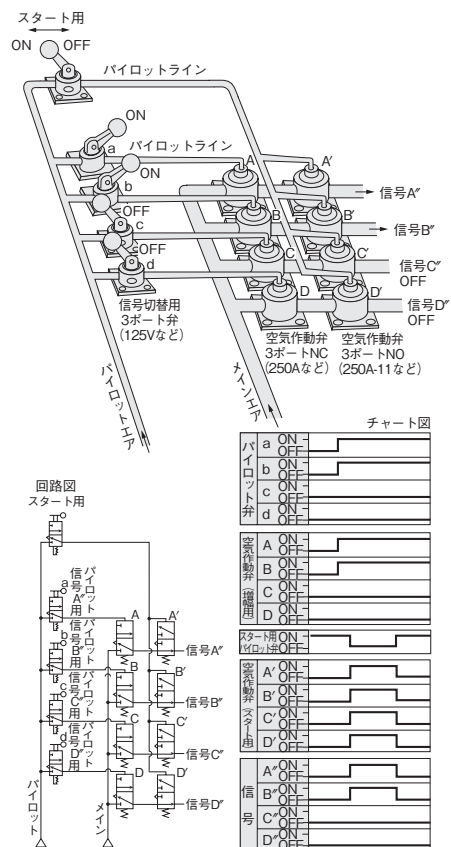 スタート用
ON OFF
パイロットライン
ON
a パイロットライン
ON
A A′
b
OFF
信号A″
B B′
c
OFF
信号B″
C C′
d
信号C″
OFF
信号切替用
3ポート弁
(125Vなど)
D D′
信号D″
OFF
空気作動弁
3ポートNC
(250Aなど)
空気作動弁
3ポートNO
(250A-11など)
パイロットエア
メインエア
チャート図
パイロット弁
a ON
OFF
b ON
OFF
c ON
OFF
d ON
OFF
空気作動弁(増幅用)
A ON
OFF
B ON
OFF
C ON
OFF
D ON
OFF
スタート用
パイロット弁
ON
OFF
空気作動弁(スタート用)
A′ ON
OFF
B′ ON
OFF
C′ ON
OFF
D′ ON
OFF
信号
A″ ON
OFF
B″ ON
OFF
C″ ON
OFF
D″ ON
OFF
回路図
スタート用
a信号A″用パイロット
b信号B″用パイロット
c信号C″用パイロット
d信号D″用パイロット
A A′
信号A″
B B′
信号B″
C C′
信号C″
D D′
信号D″
パイロット
メイン